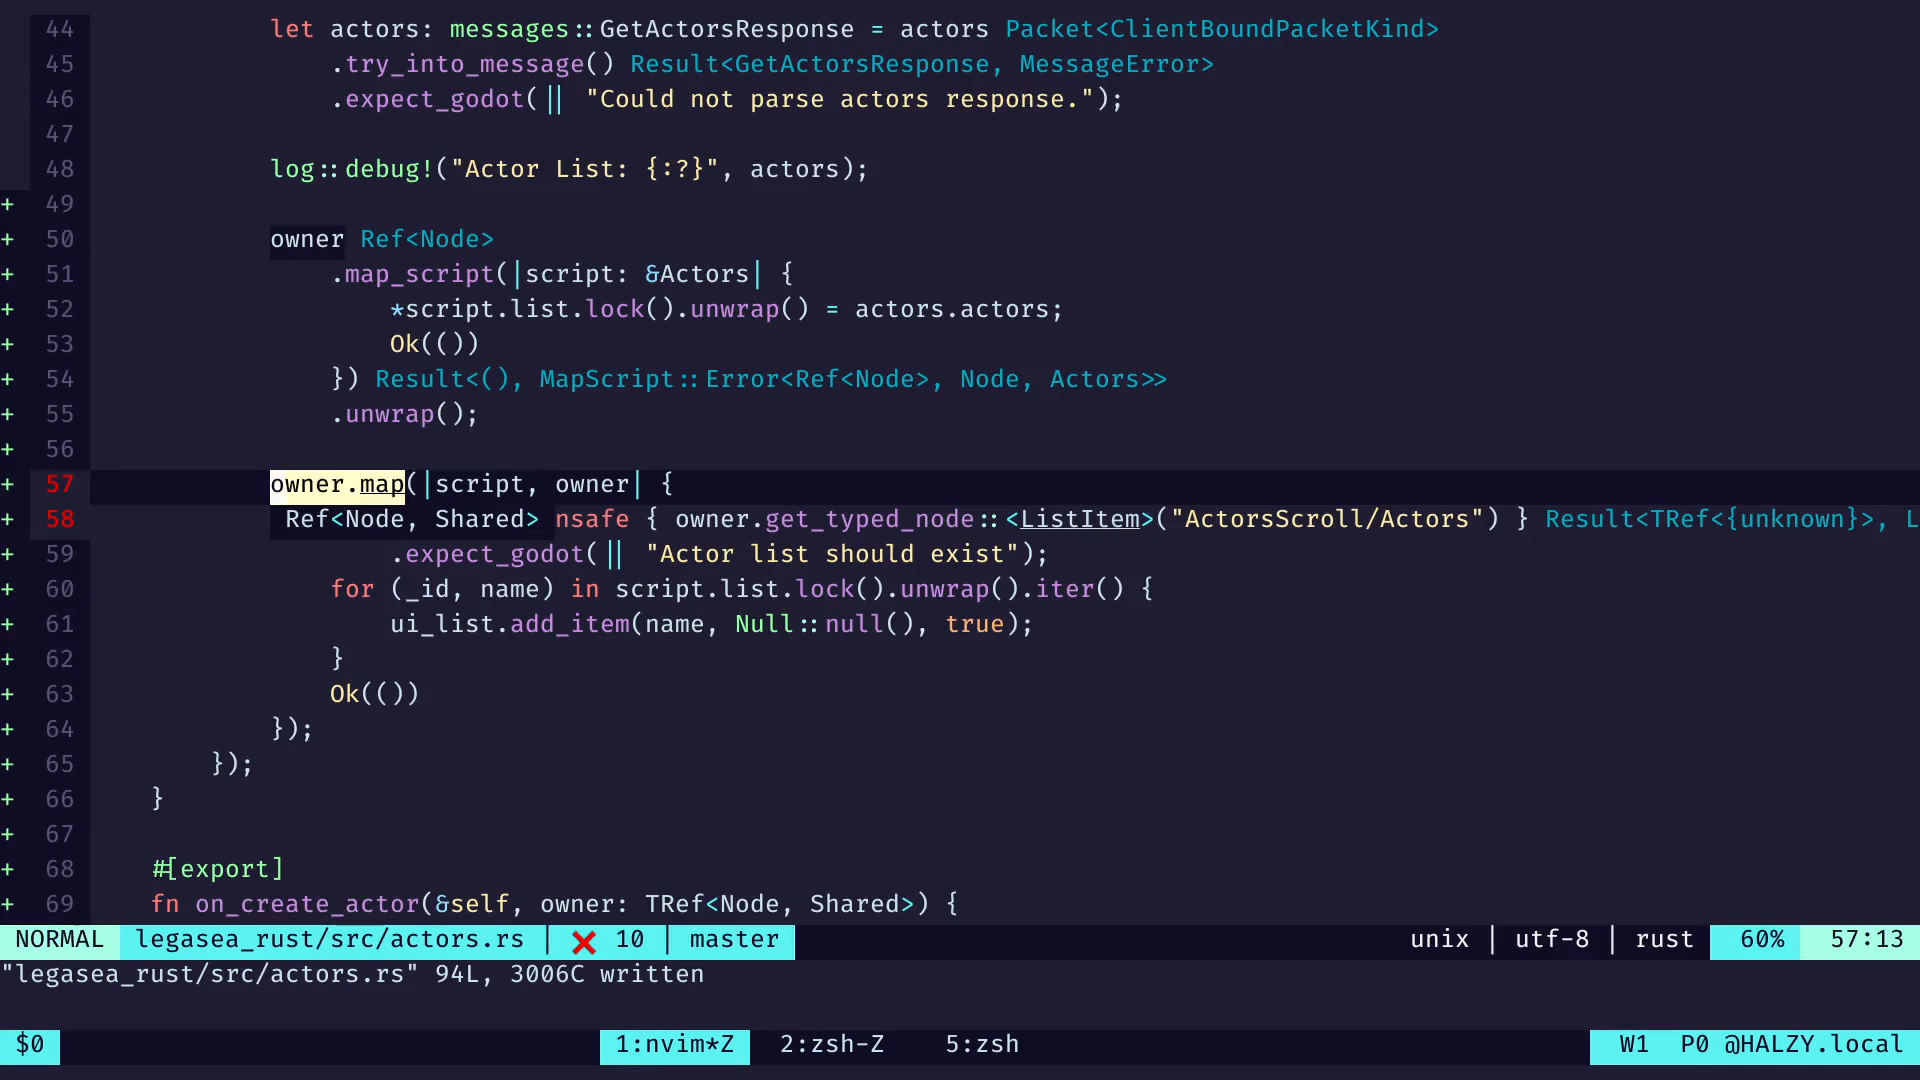 44 let actors: messages::GetActorsResponse = actors Packet<ClientBoundPacketKind>
45 .try_into_message() Result<GetActorsResponse, MessageError>
46 .expect_godot(|| "Could not parse actors response.");
47
48 log::debug!("Actor List: {:?}", actors);
+ 49
+ 50 owner Ref<Node>
+ 51 .map_script(|script: &Actors| {
+ 52 *script.list.lock().unwrap() = actors.actors;
+ 53 Ok(())
+ 54 }) Result<(), MapScript::Error<Ref<Node>, Node, Actors>>
+ 55 .unwrap();
+ 56
+ 57 owner.map(|script, owner| {
+ 58 Ref<Node, Shared> nsafe { owner.get_typed_node::<ListItem>("ActorsScroll/Actors") } Result<TRef<{unknown}>, L
+ 59 .expect_godot(|| "Actor list should exist");
+ 60 for (_id, name) in script.list.lock().unwrap().iter() {
+ 61 ui_list.add_item(name, Null::null(), true);
+ 62 }
+ 63 Ok(())
+ 64 });
+ 65 });
+ 66 }
+ 67
+ 68 #[export]
+ 69 fn on_create_actor(&self, owner: TRef<Node, Shared>) {
NORMAL legasea_rust/src/actors.rs | ❌ 10 | master unix | utf-8 | rust 60% 57:13
"legasea_rust/src/actors.rs" 94L, 3006C written
$0 1:nvim*Z 2:zsh-Z 5:zsh W1 P0 @HALZY.local